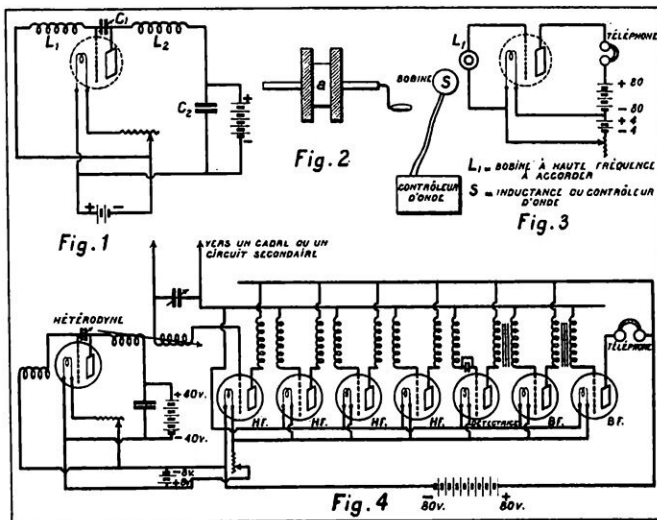 C1
L1
L2
C2
+
-
+ -
Fig. 1
a
Fig. 2
L1
TÉLÉPHONE
BOBINE
S
+ 80
- 80
+ 4
- 4
CONTRÔLEUR
D'ONDE
L1 = BOBINE À HAUTE FRÉQUENCE
À ACCORDER
S = INDUCTANCE DU CONTRÔLEUR
D'ONDE
Fig. 3
VERS UN CADRE OU UN
CIRCUIT SECONDAIRE
HÉTÉRODYNE
TÉLÉPHONE
+40v.
-40v.
H.F.
H.F.
H.F.
H.F.
DÉTECTRICE
B.F.
B.F.
Fig. 4
-
80v.
+
80v.